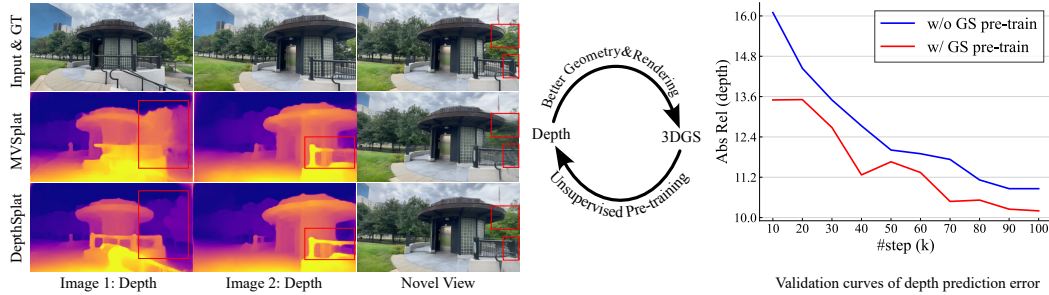 Input & GT
MVSplat
DepthSplat
Image 1: Depth
Image 2: Depth
Novel View
Better Geometry&Rendering
Depth
3DGS
Unsupervised Pre-training
w/o GS pre-train
w/ GS pre-train
Abs Rel (depth)
16.0
14.8
13.6
12.4
11.2
10.0
10 20 30 40 50 60 70 80 90 100
#step (k)
Validation curves of depth prediction error